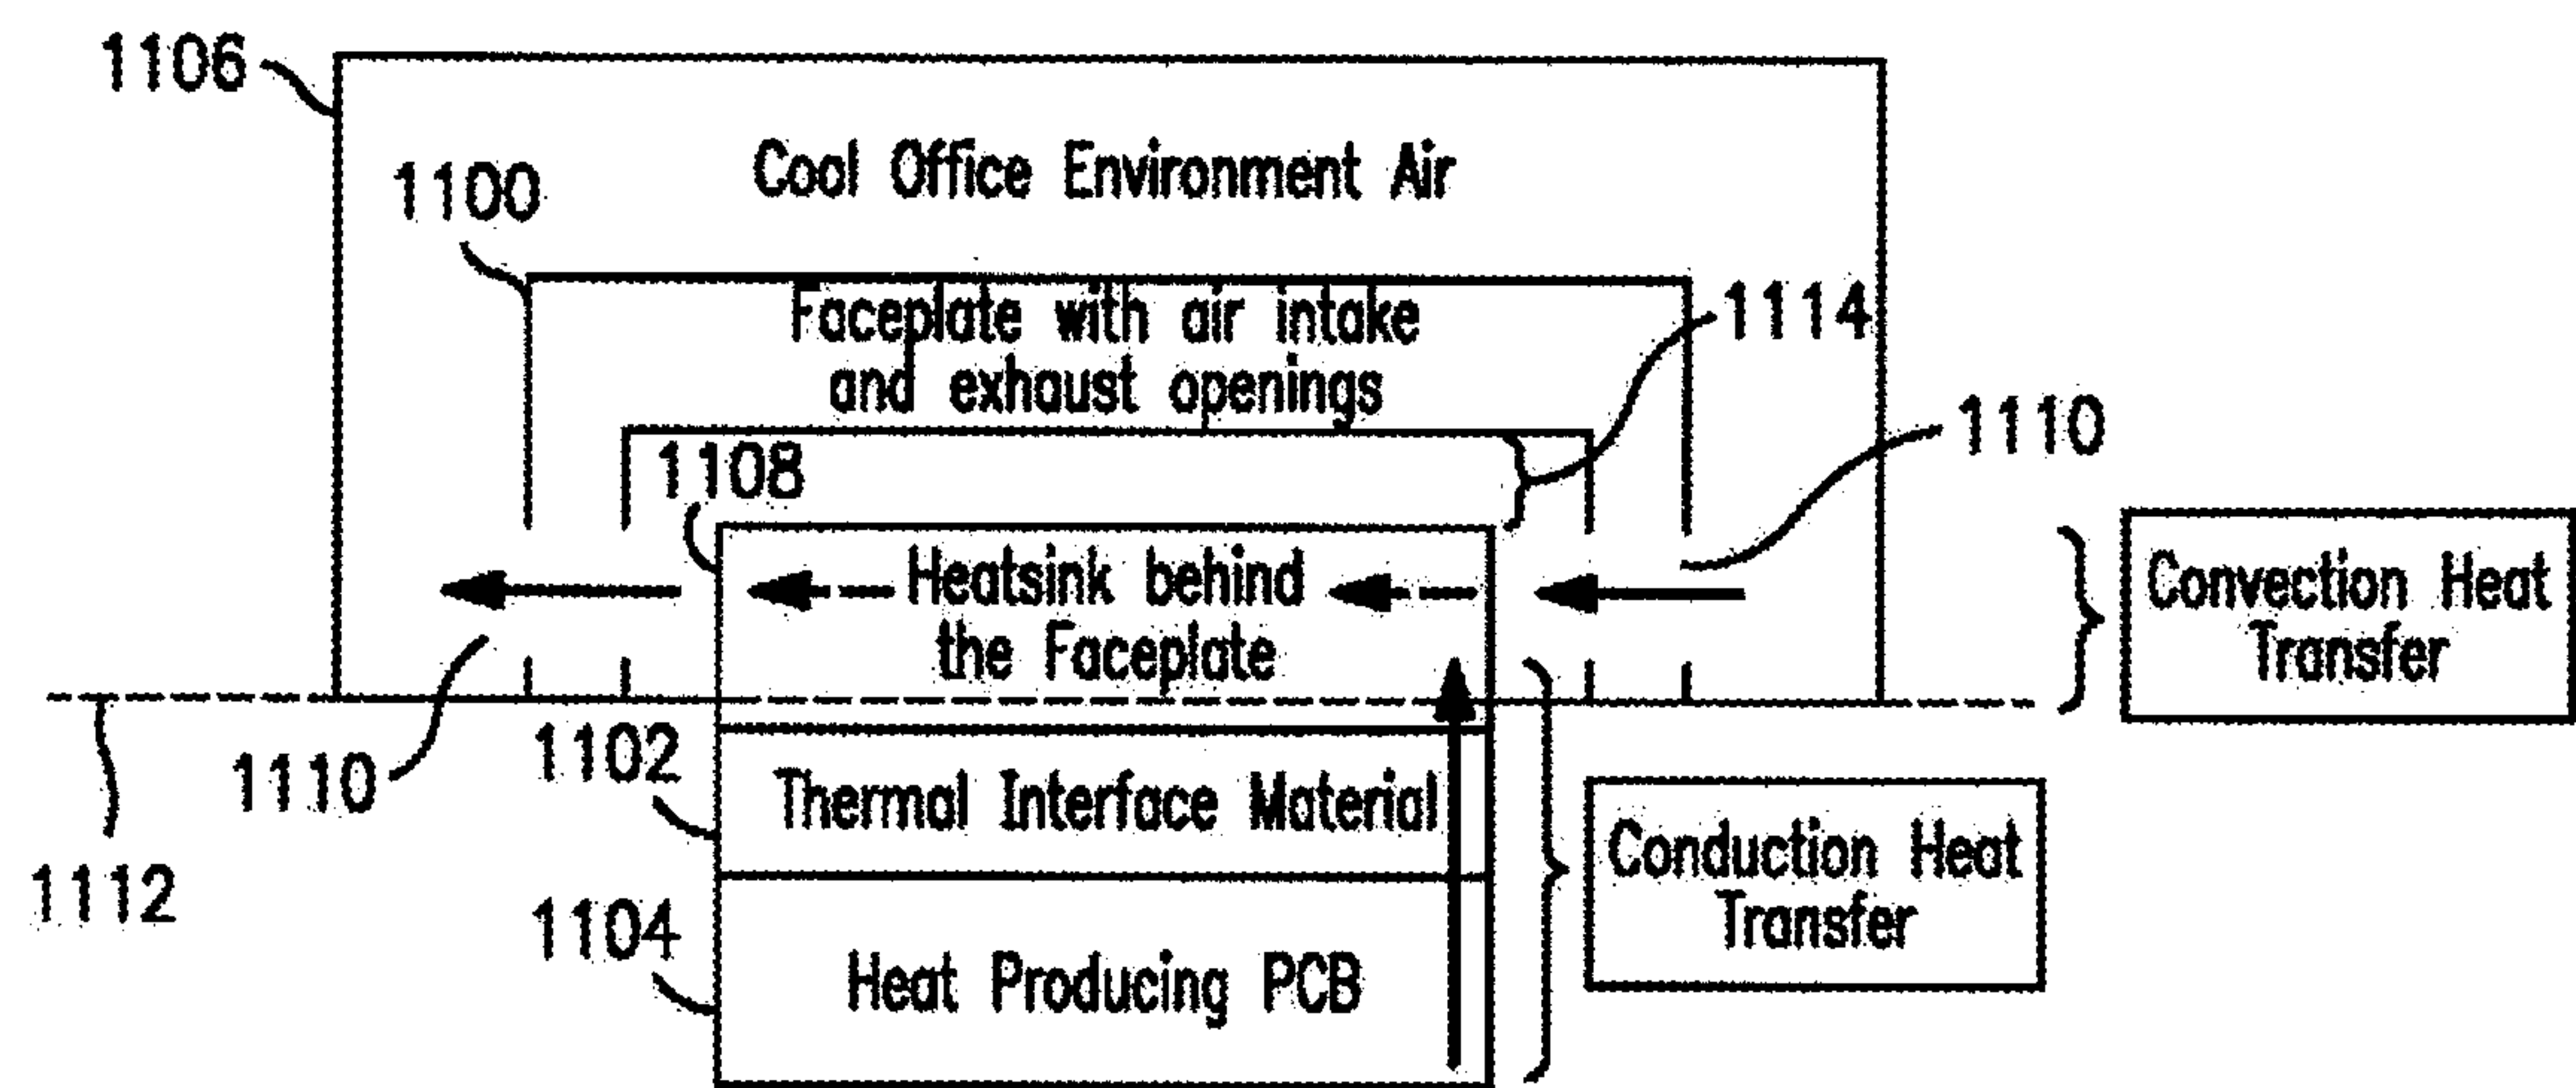 1106
Cool Office Environment Air
1100
Faceplate with air intake
and exhaust openings
1114
1110
1108
Heatsink behind
the Faceplate
Convection Heat
Transfer
1110
1102
Thermal Interface Material
1112
Conduction Heat
Transfer
1104
Heat Producing PCB